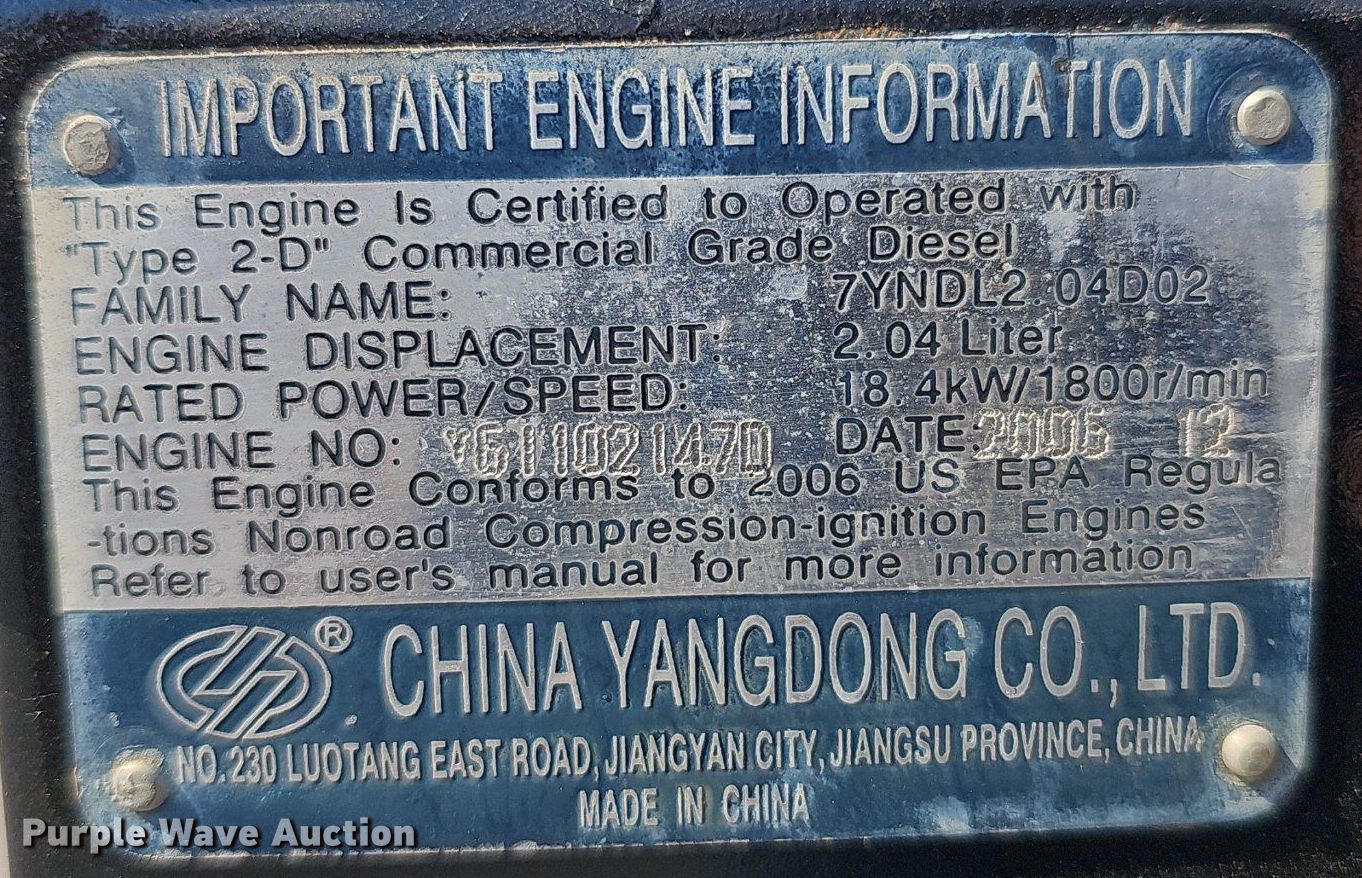 IMPORTANT ENGINE INFORMATION
This Engine Is Certified to Operated with
"Type 2-D" Commercial Grade Diesel
FAMILY NAME: 7YNDL2.04D02
ENGINE DISPLACEMENT: 2.04 Liter
RATED POWER/SPEED: 18.4kW/1800r/min
ENGINE NO: Y61102147D DATE: 2006 12
This Engine Conforms to 2006 US EPA Regula
-tions Nonroad Compression-ignition Engines
Refer to user's manual for more information
® CHINA YANGDONG CO., LTD.
NO.230 LUOTANG EAST ROAD, JIANGYAN CITY, JIANGSU PROVINCE, CHINA
MADE IN CHINA
Purple Wave Auction